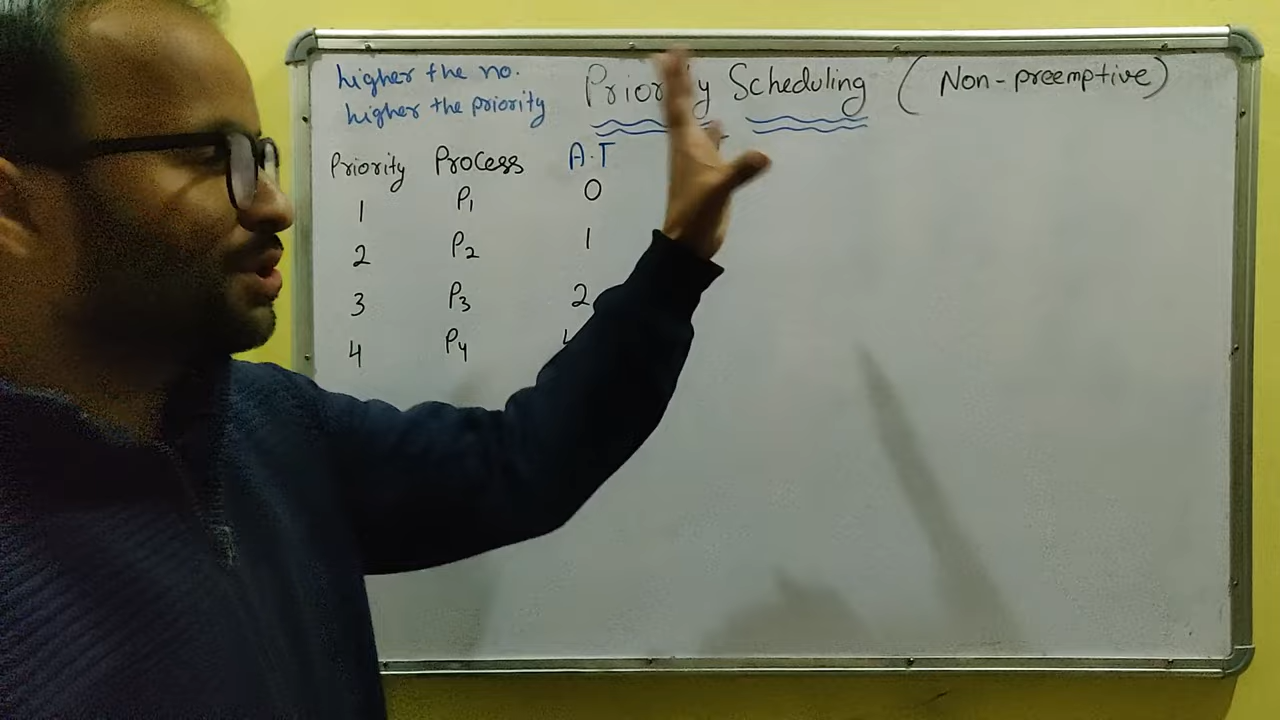 higher the no.
higher the priority
Priority Scheduling (Non-preemptive)
Priority Process A.T
1 P1 0
2 P2 1
3 P3 2
4 P4